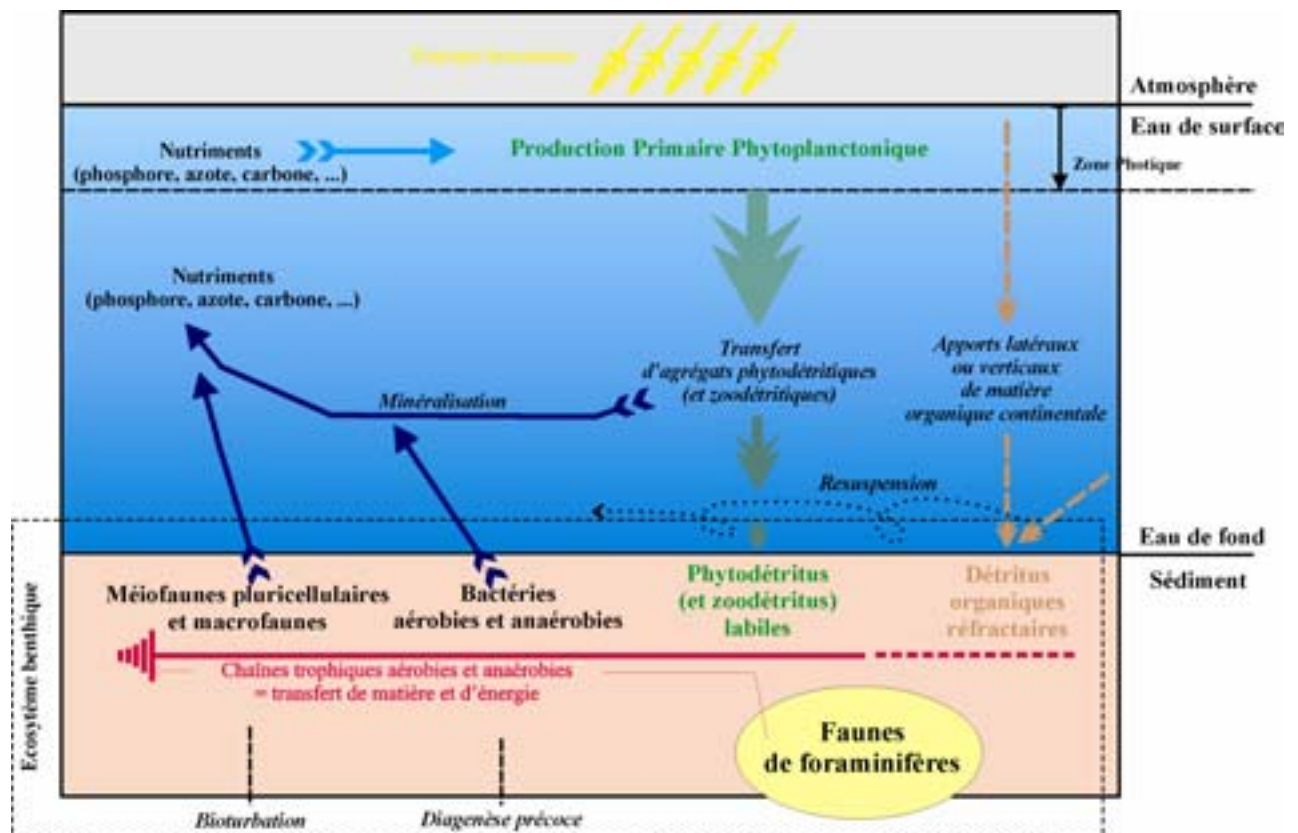 Atmosphère
Eau de surface
Zone Photique
Nutriments
(phosphore, azote, carbone, ...)
Production Primaire Phytoplanctonique
Nutriments
(phosphore, azote, carbone, ...)
Transfert
d'agrégats phytodétritiques
(et zoodétritiques)
Apports latéraux
ou verticaux
de matière
organique continentale
Minéralisation
Resuspension
Eau de fond
Sédiment
Ecosytéme benthique
Méiofaunes pluricellulaires
et macrofaunes
Bactéries
aérobies et anaérobies
Phytodétritus
(et zoodétritus)
labiles
Détritus
organiques
réfractaires
Chaînes trophiques aérobies et anaérobies
= transfert de matière et d'énergie
Faunes
de foraminifères
Bioturbation
Diagenèse précoce